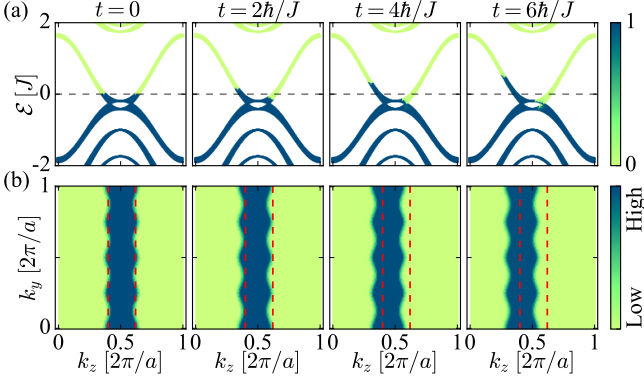 (a) t = 0 t = 2ħ/J t = 4ħ/J t = 6ħ/J
2 1
ℰ [J] 0
-2 0
(b) 1 High
k_y [2π/a]
0 Low
0 0.5 1 0 0.5 1 0 0.5 1 0 0.5 1
k_z [2π/a] k_z [2π/a] k_z [2π/a] k_z [2π/a]